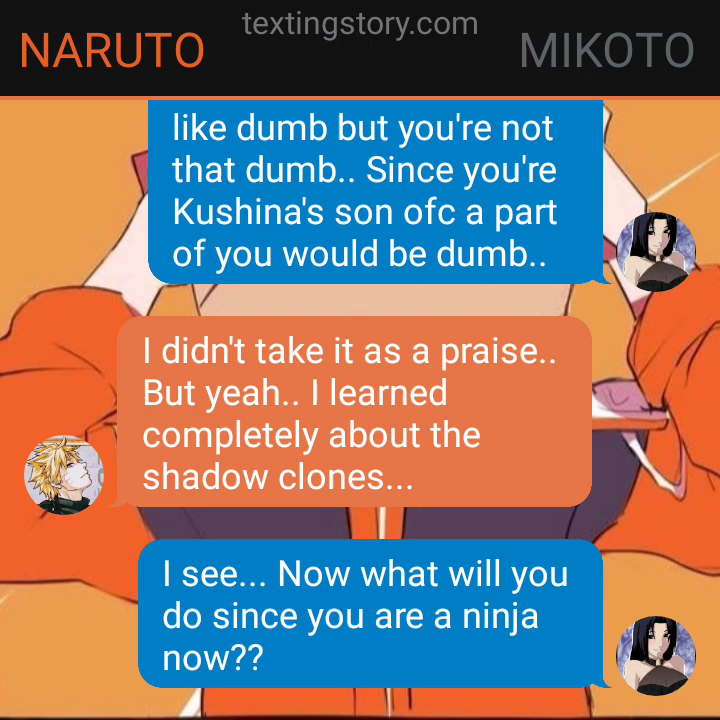 textingstory.com
NARUTO
MIKOTO
like dumb but you're not
that dumb.. Since you're
Kushina's son ofc a part
of you would be dumb..
I didn't take it as a praise..
But yeah.. I learned
completely about the
shadow clones...
I see... Now what will you
do since you are a ninja
now??